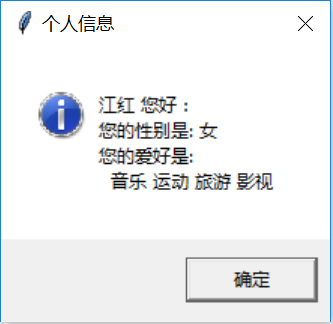 个人信息
江红 您好：
您的性别是: 女
您的爱好是:
音乐 运动 旅游 影视
确定